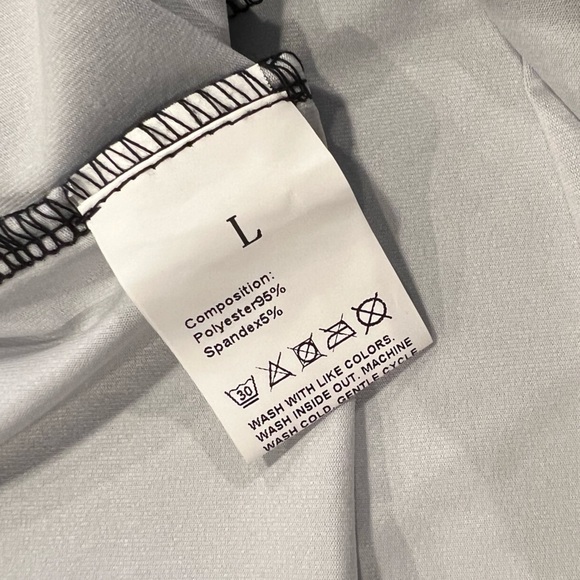 L
Composition:
Polyester95%
Spandex5%
30
WASH WITH LIKE COLORS.
WASH INSIDE OUT. MACHINE
WASH COLD. GENTLE CYCLE